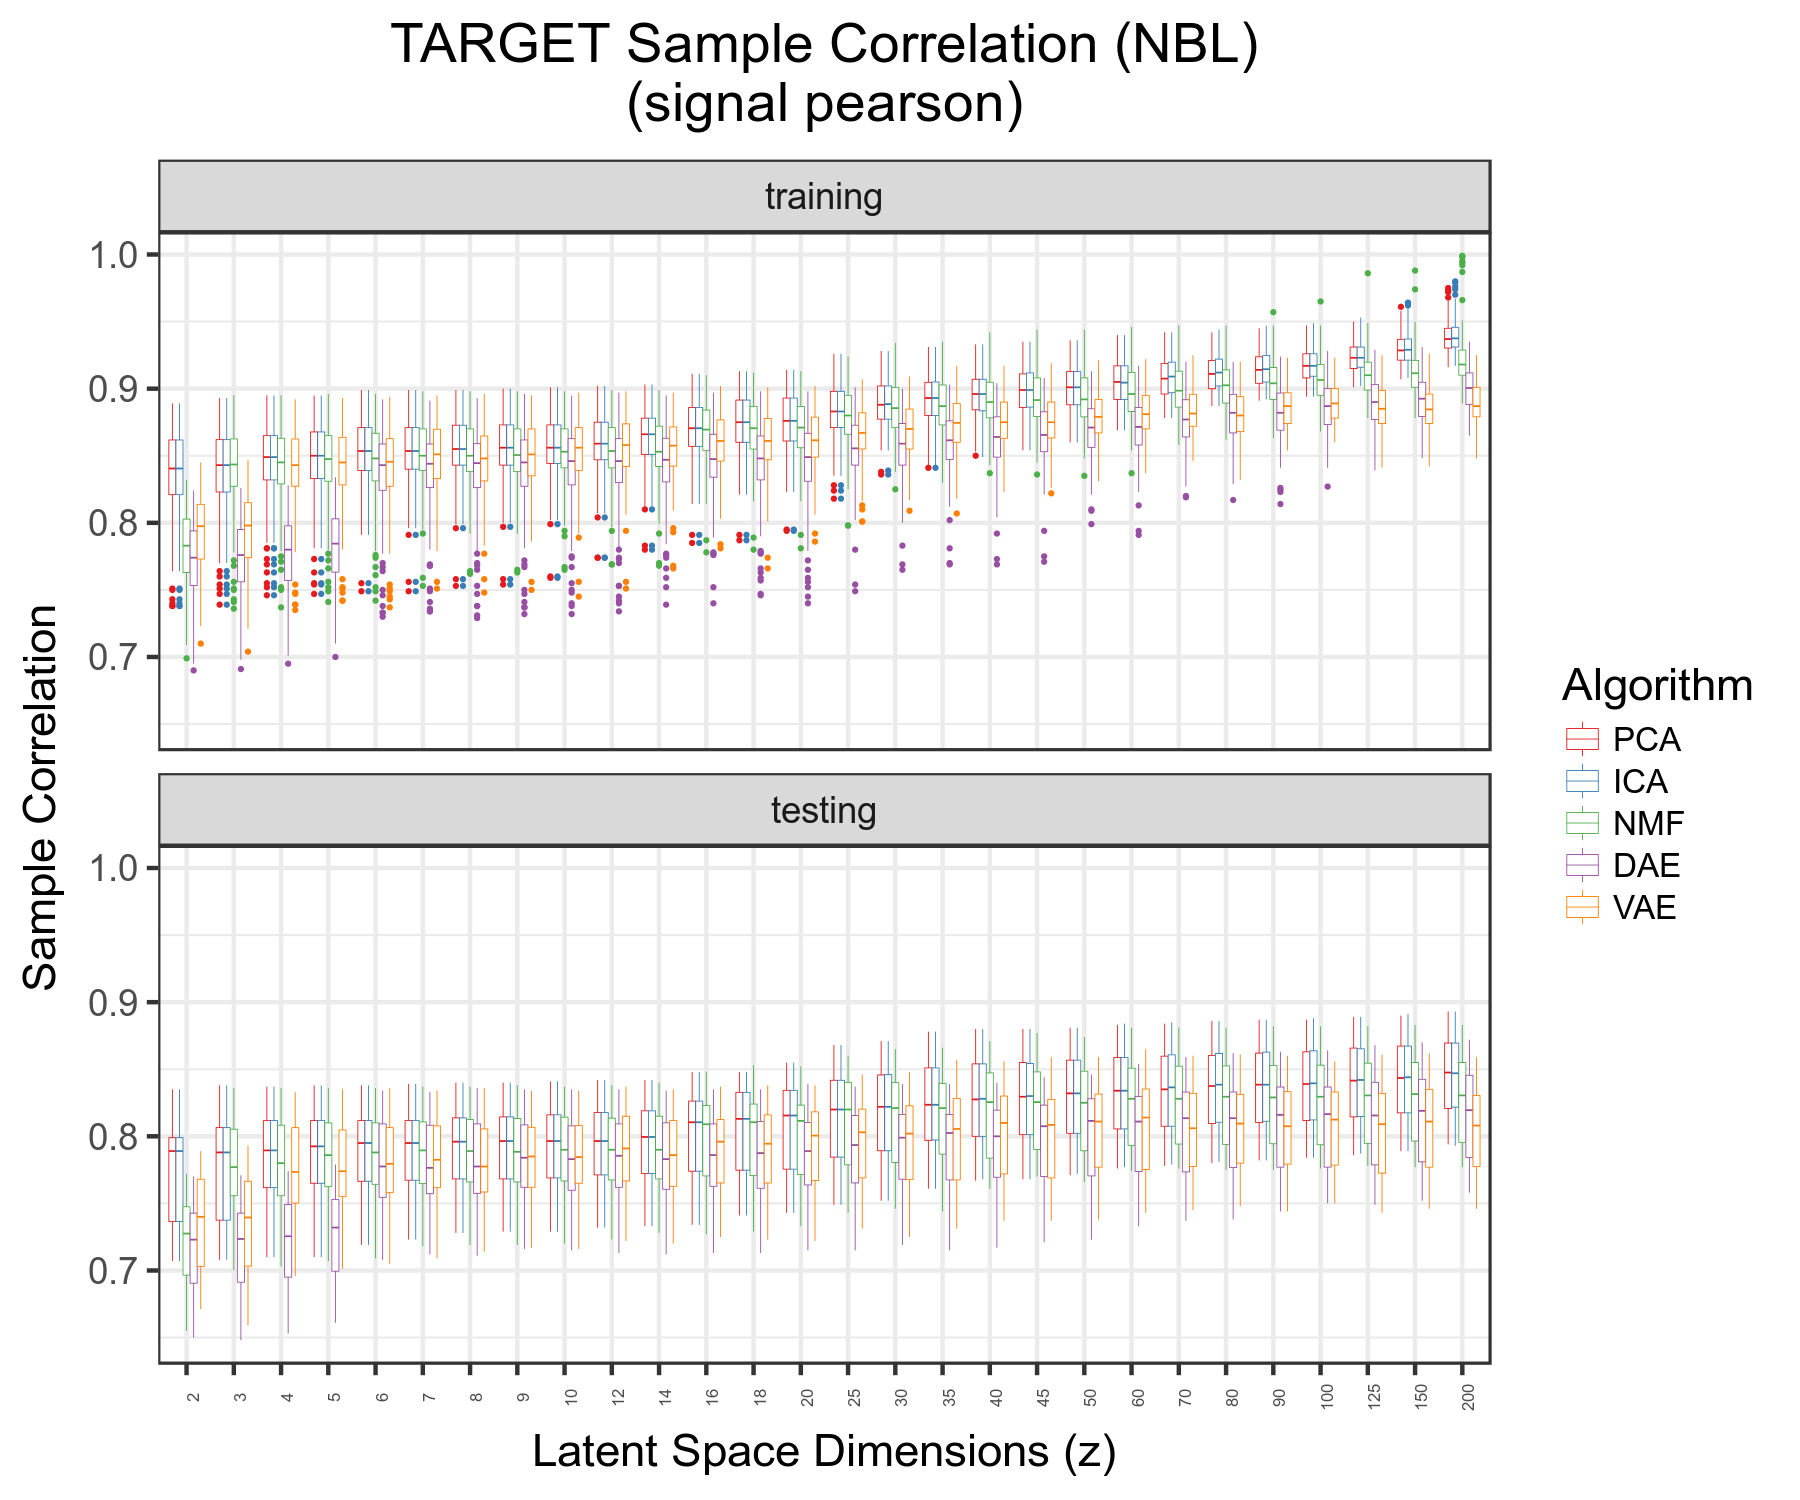 TARGET Sample Correlation (NBL)
(signal pearson)
training
1.0
0.9
0.8
0.7
testing
1.0
0.9
0.8
0.7
Sample Correlation
2 3 4 5 6 7 8 9 10 12 14 16 18 20 25 30 35 40 45 50 60 70 80 90 100 125 150 200
Latent Space Dimensions (z)
Algorithm
PCA
ICA
NMF
DAE
VAE